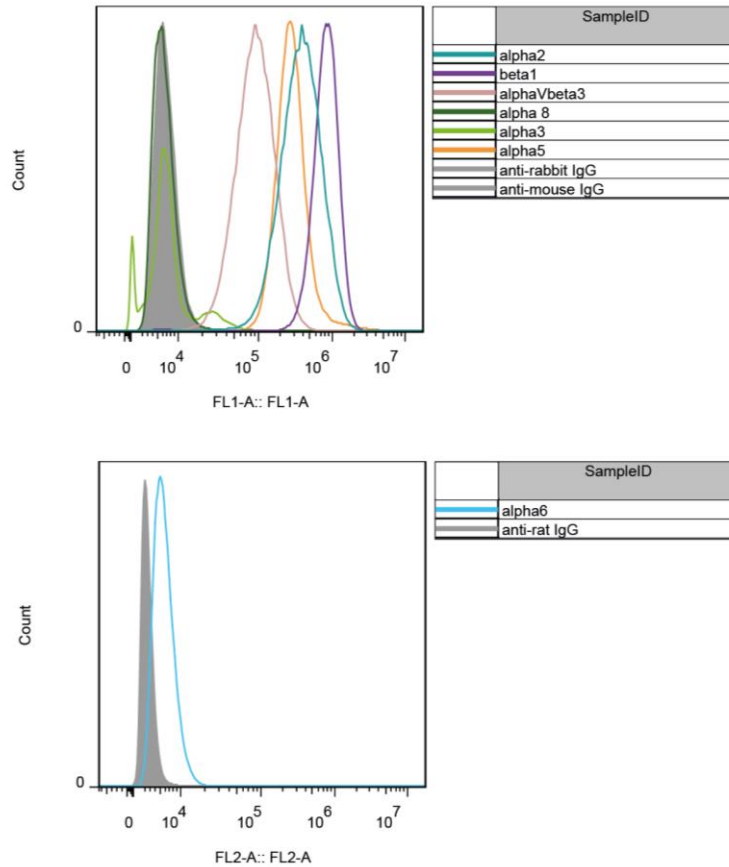 SampleID
alpha2
beta1
alphaVbeta3
alpha 8
alpha3
alpha5
anti-rabbit IgG
anti-mouse IgG
Count
0
0 10^4 10^5 10^6 10^7
FL1-A:: FL1-A
SampleID
alpha6
anti-rat IgG
Count
0
0 10^4 10^5 10^6 10^7
FL2-A:: FL2-A